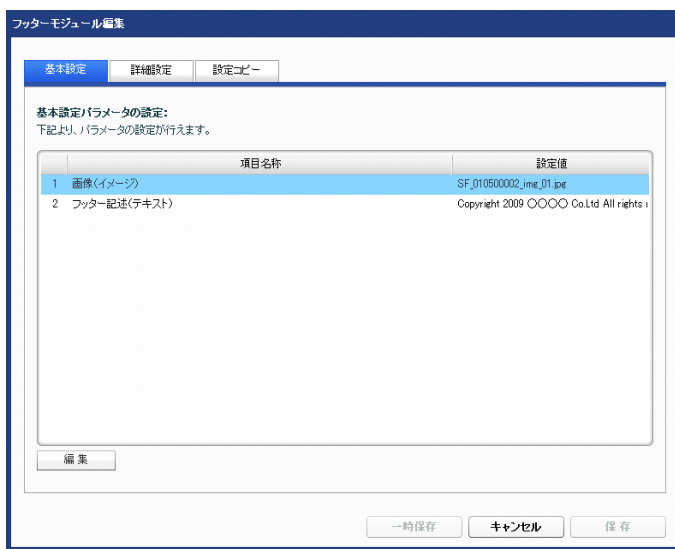 フッターモジュール編集
基本設定 詳細設定 設定コピー
基本設定パラメータの設定:
下記より、パラメータの設定が行えます。
項目名称 設定値
1 画像(イメージ) SF_010500002_img_01.jpg
2 フッター記述(テキスト) Copyright 2009 〇〇〇〇 Co.Ltd All rights
編集
一時保存 キャンセル 保存